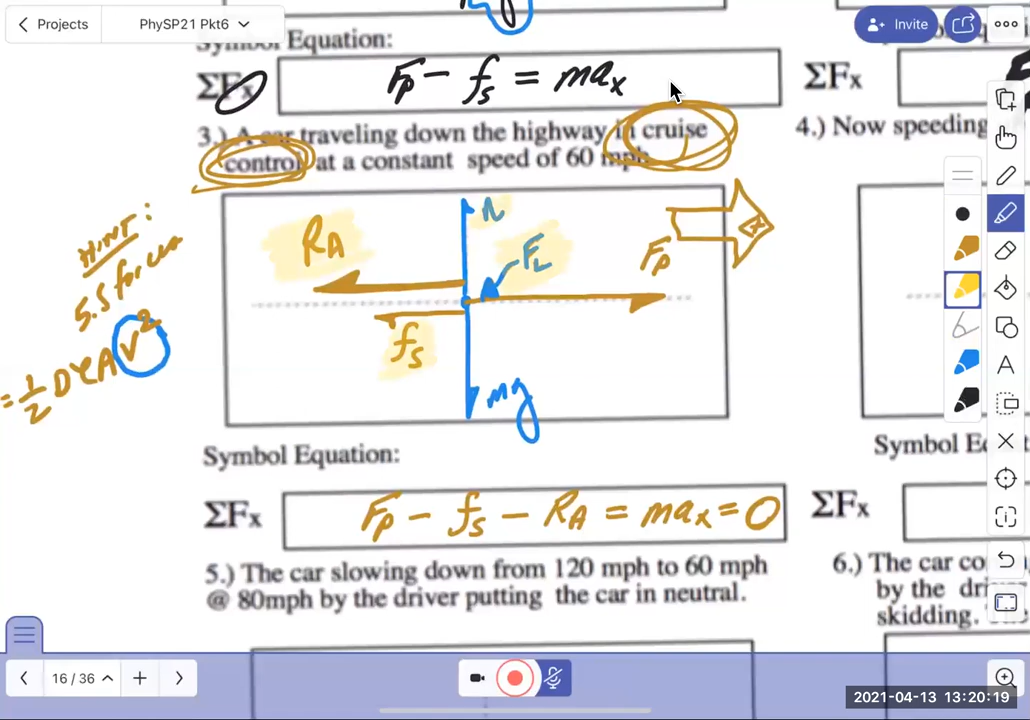 Projects
PhySP21 Pkt6
Invite
Symbol Equation:
ΣFx
Fp - fs = max
ΣFx
3.) A car traveling down the highway in cruise
control at a constant speed of 60 mph
4.) Now speeding
HINT:
5.5 forces
= 1/2 DCAV²
RA
n
FL
Fp
x
fs
mg
Symbol Equation:
ΣFx
Fp - fs - RA = max = 0
ΣFx
5.) The car slowing down from 120 mph to 60 mph
@ 80mph by the driver putting the car in neutral.
6.) The car co
by the dri
skidding.
16 / 36
2021-04-13 13:20:19